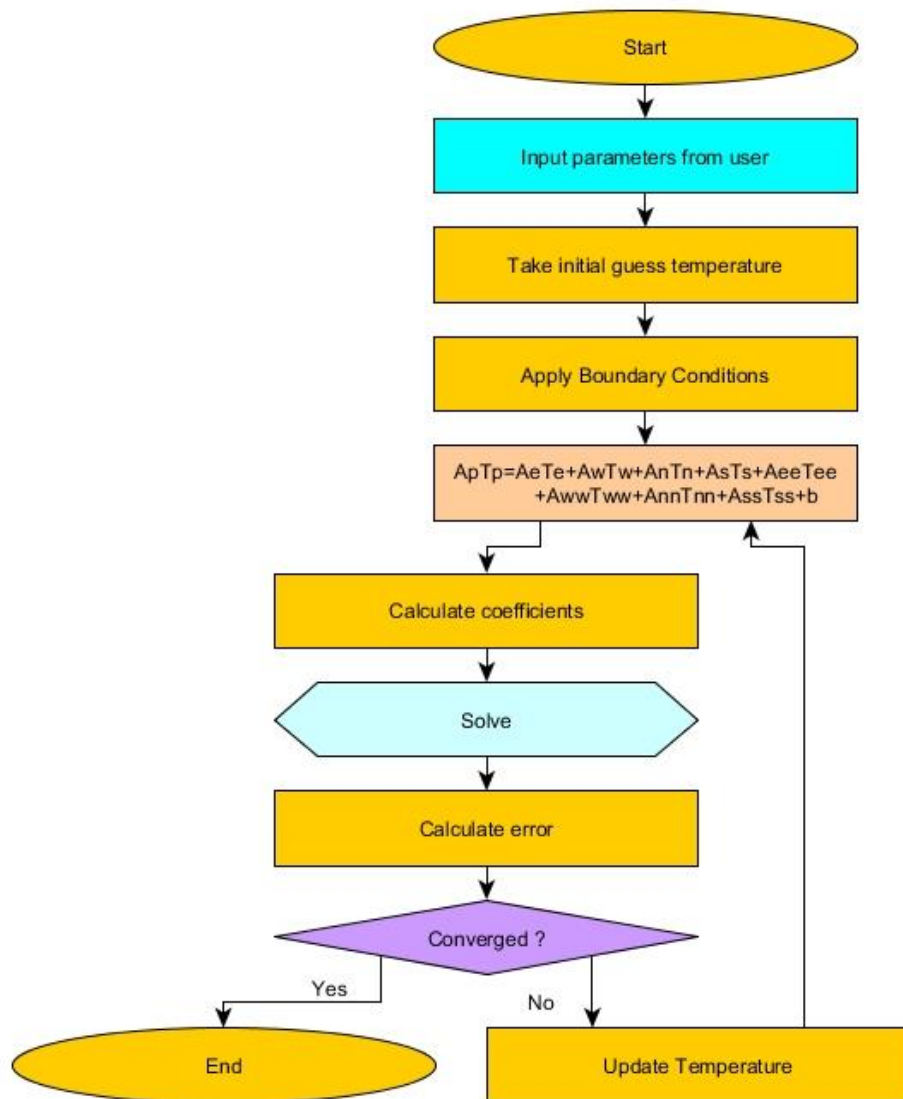 Start
Input parameters from user
Take initial guess temperature
Apply Boundary Conditions
ApTp=AeTe+AwTw+AnTn+AsTs+AeeTee
+AwwTww+AnnTnn+AssTss+b
Calculate coefficients
Solve
Calculate error
Converged ?
Yes
No
End
Update Temperature